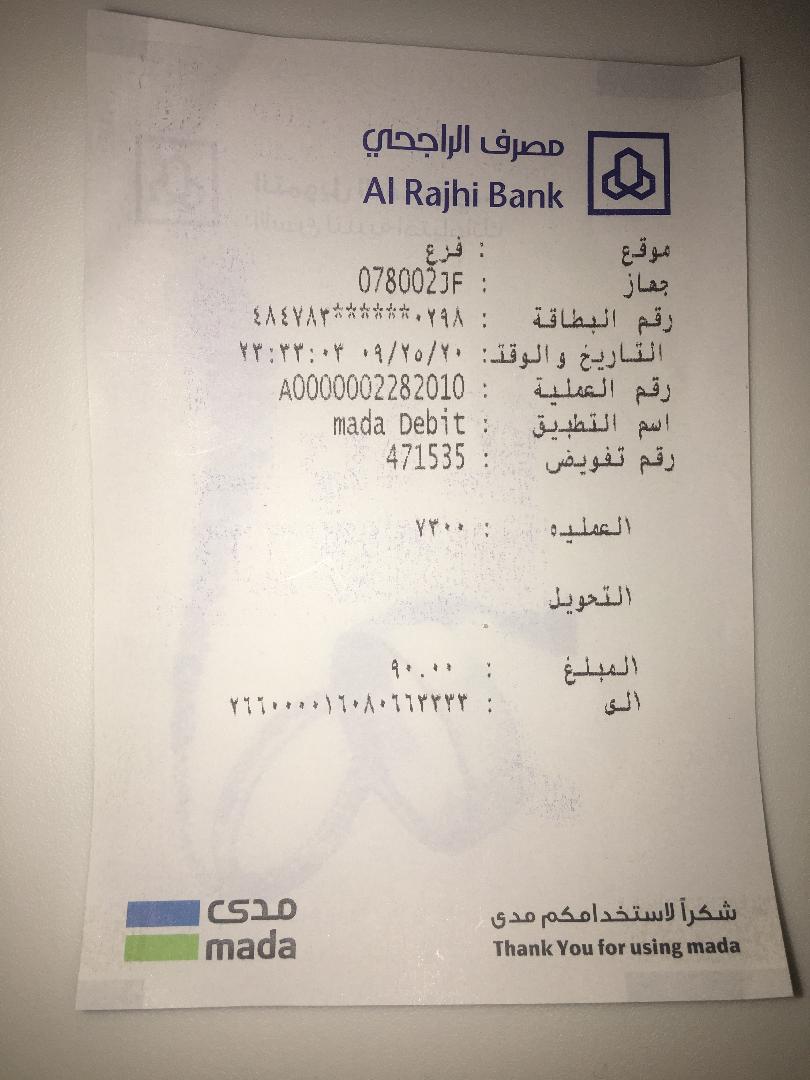 مصرف الراجحي
Al Rajhi Bank
موقع : فرع
جهاز : 078002JF
رقم البطاقة : ٤٨٤٧٨٣******٠٢٩٨
التاريخ والوقت: ٠٩/٢٥/٢٠ ٢٣:٣٣:٠٣
رقم العملية : A0000002282010
اسم التطبيق : mada Debit
رقم تفويض : 471535
العمليه : ٧٣٠٠
التحويل
المبلغ : ٩٠.٠٠
الى : ٢٦٦٠٠٠٠١٦٠٨٠٦٦٣٣٣٣
مدى
mada
شكراً لاستخدامكم مدى
Thank You for using mada